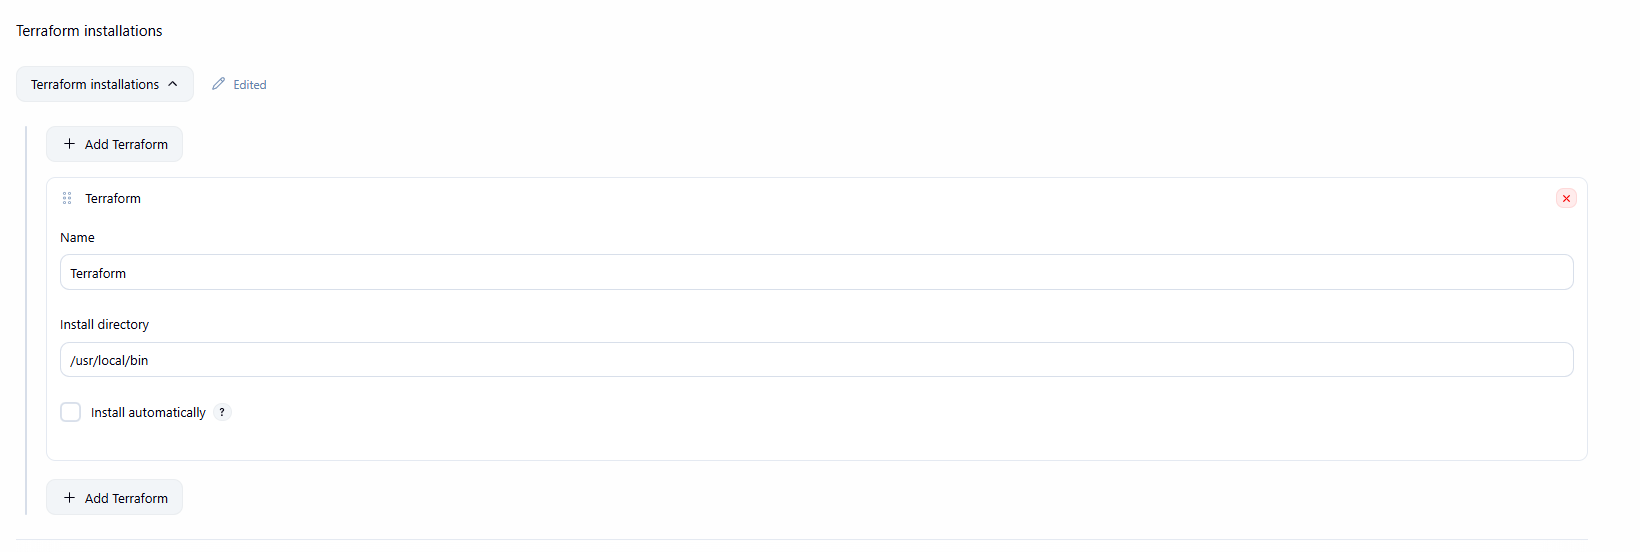 Terraform installations
Terraform installations Edited
+ Add Terraform
Terraform
Name
Terraform
Install directory
/usr/local/bin
Install automatically ?
+ Add Terraform